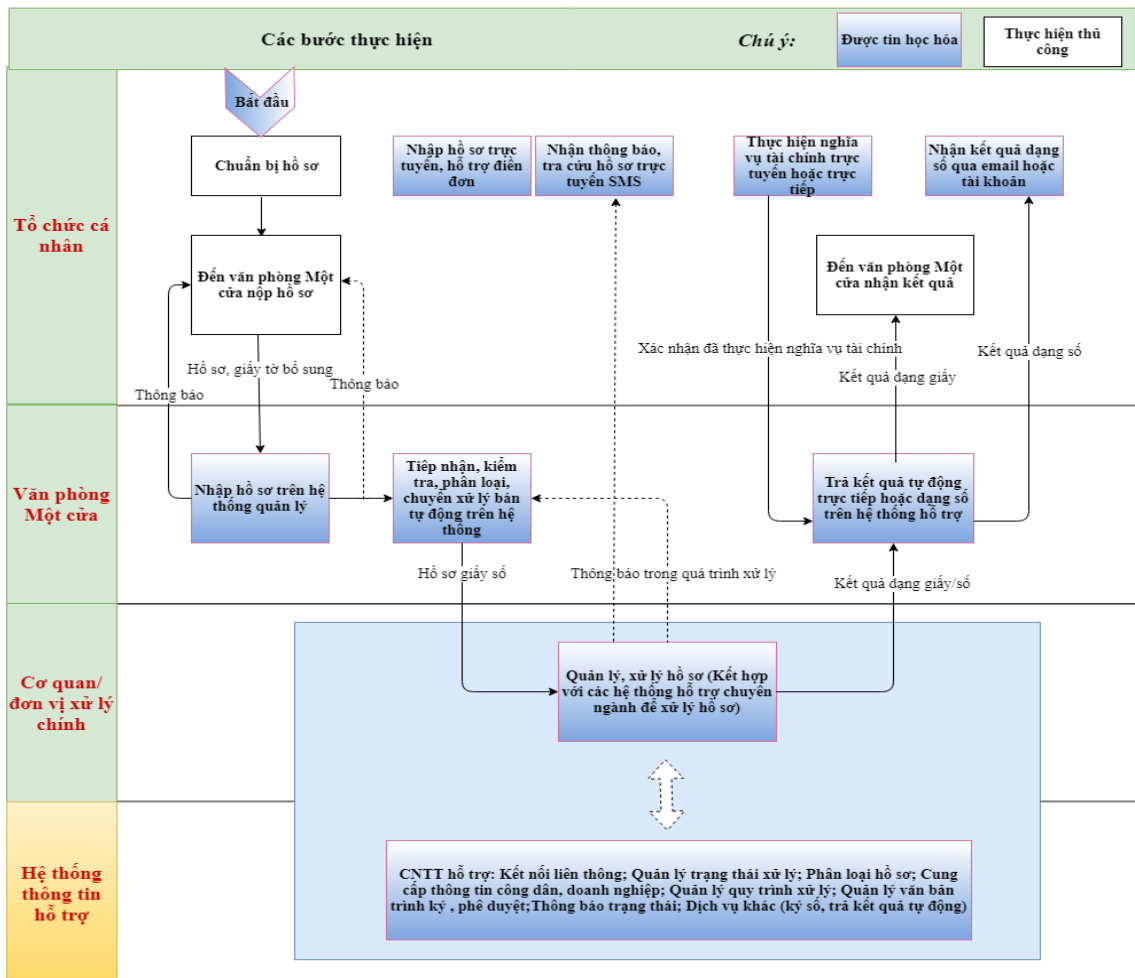 Các bước thực hiện
Chú ý:
Được tin học hóa
Thực hiện thủ
công
Bắt đầu
Chuẩn bị hồ sơ
Nhập hồ sơ trực
tuyến, hỗ trợ điền
đơn
Nhận thông báo,
tra cứu hồ sơ trực
tuyến SMS
Thực hiện nghĩa
vụ tài chính trực
tuyến hoặc trực
tiếp
Nhận kết quả dạng
số qua email hoặc
tài khoản
Tổ chức cá
nhân
Đến văn phòng Một
cửa nộp hồ sơ
Đến văn phòng Một
cửa nhận kết quả
Hồ sơ, giấy tờ bổ sung
Thông báo
Thông báo
Xác nhận đã thực hiện nghĩa vụ tài chính
Kết quả dạng giấy
Kết quả dạng số
Văn phòng
Một cửa
Nhập hồ sơ trên hệ
thống quản lý
Tiêp nhận, kiểm
tra, phân loại,
chuyển xử lý bán
tự động trên hệ
thống
Trả kết quả tự động
trực tiếp hoặc dạng số
trên hệ thống hỗ trợ
Hồ sơ giấy số
Thông báo trong quá trình xử lý
Kết quả dạng giấy/số
Cơ quan/
đơn vị xử lý
chính
Quản lý, xử lý hồ sơ (Kết hợp
với các hệ thống hỗ trợ chuyên
ngành để xử lý hồ sơ)
Hệ thống
thông tin
hỗ trợ
CNTT hỗ trợ: Kết nối liên thông; Quản lý trạng thái xử lý; Phân loại hồ sơ; Cung
cấp thông tin công dân, doanh nghiệp; Quản lý quy trình xử lý; Quản lý văn bản
trình ký , phê duyệt;Thông báo trạng thái; Dịch vụ khác (ký số, trả kết quả tự động)